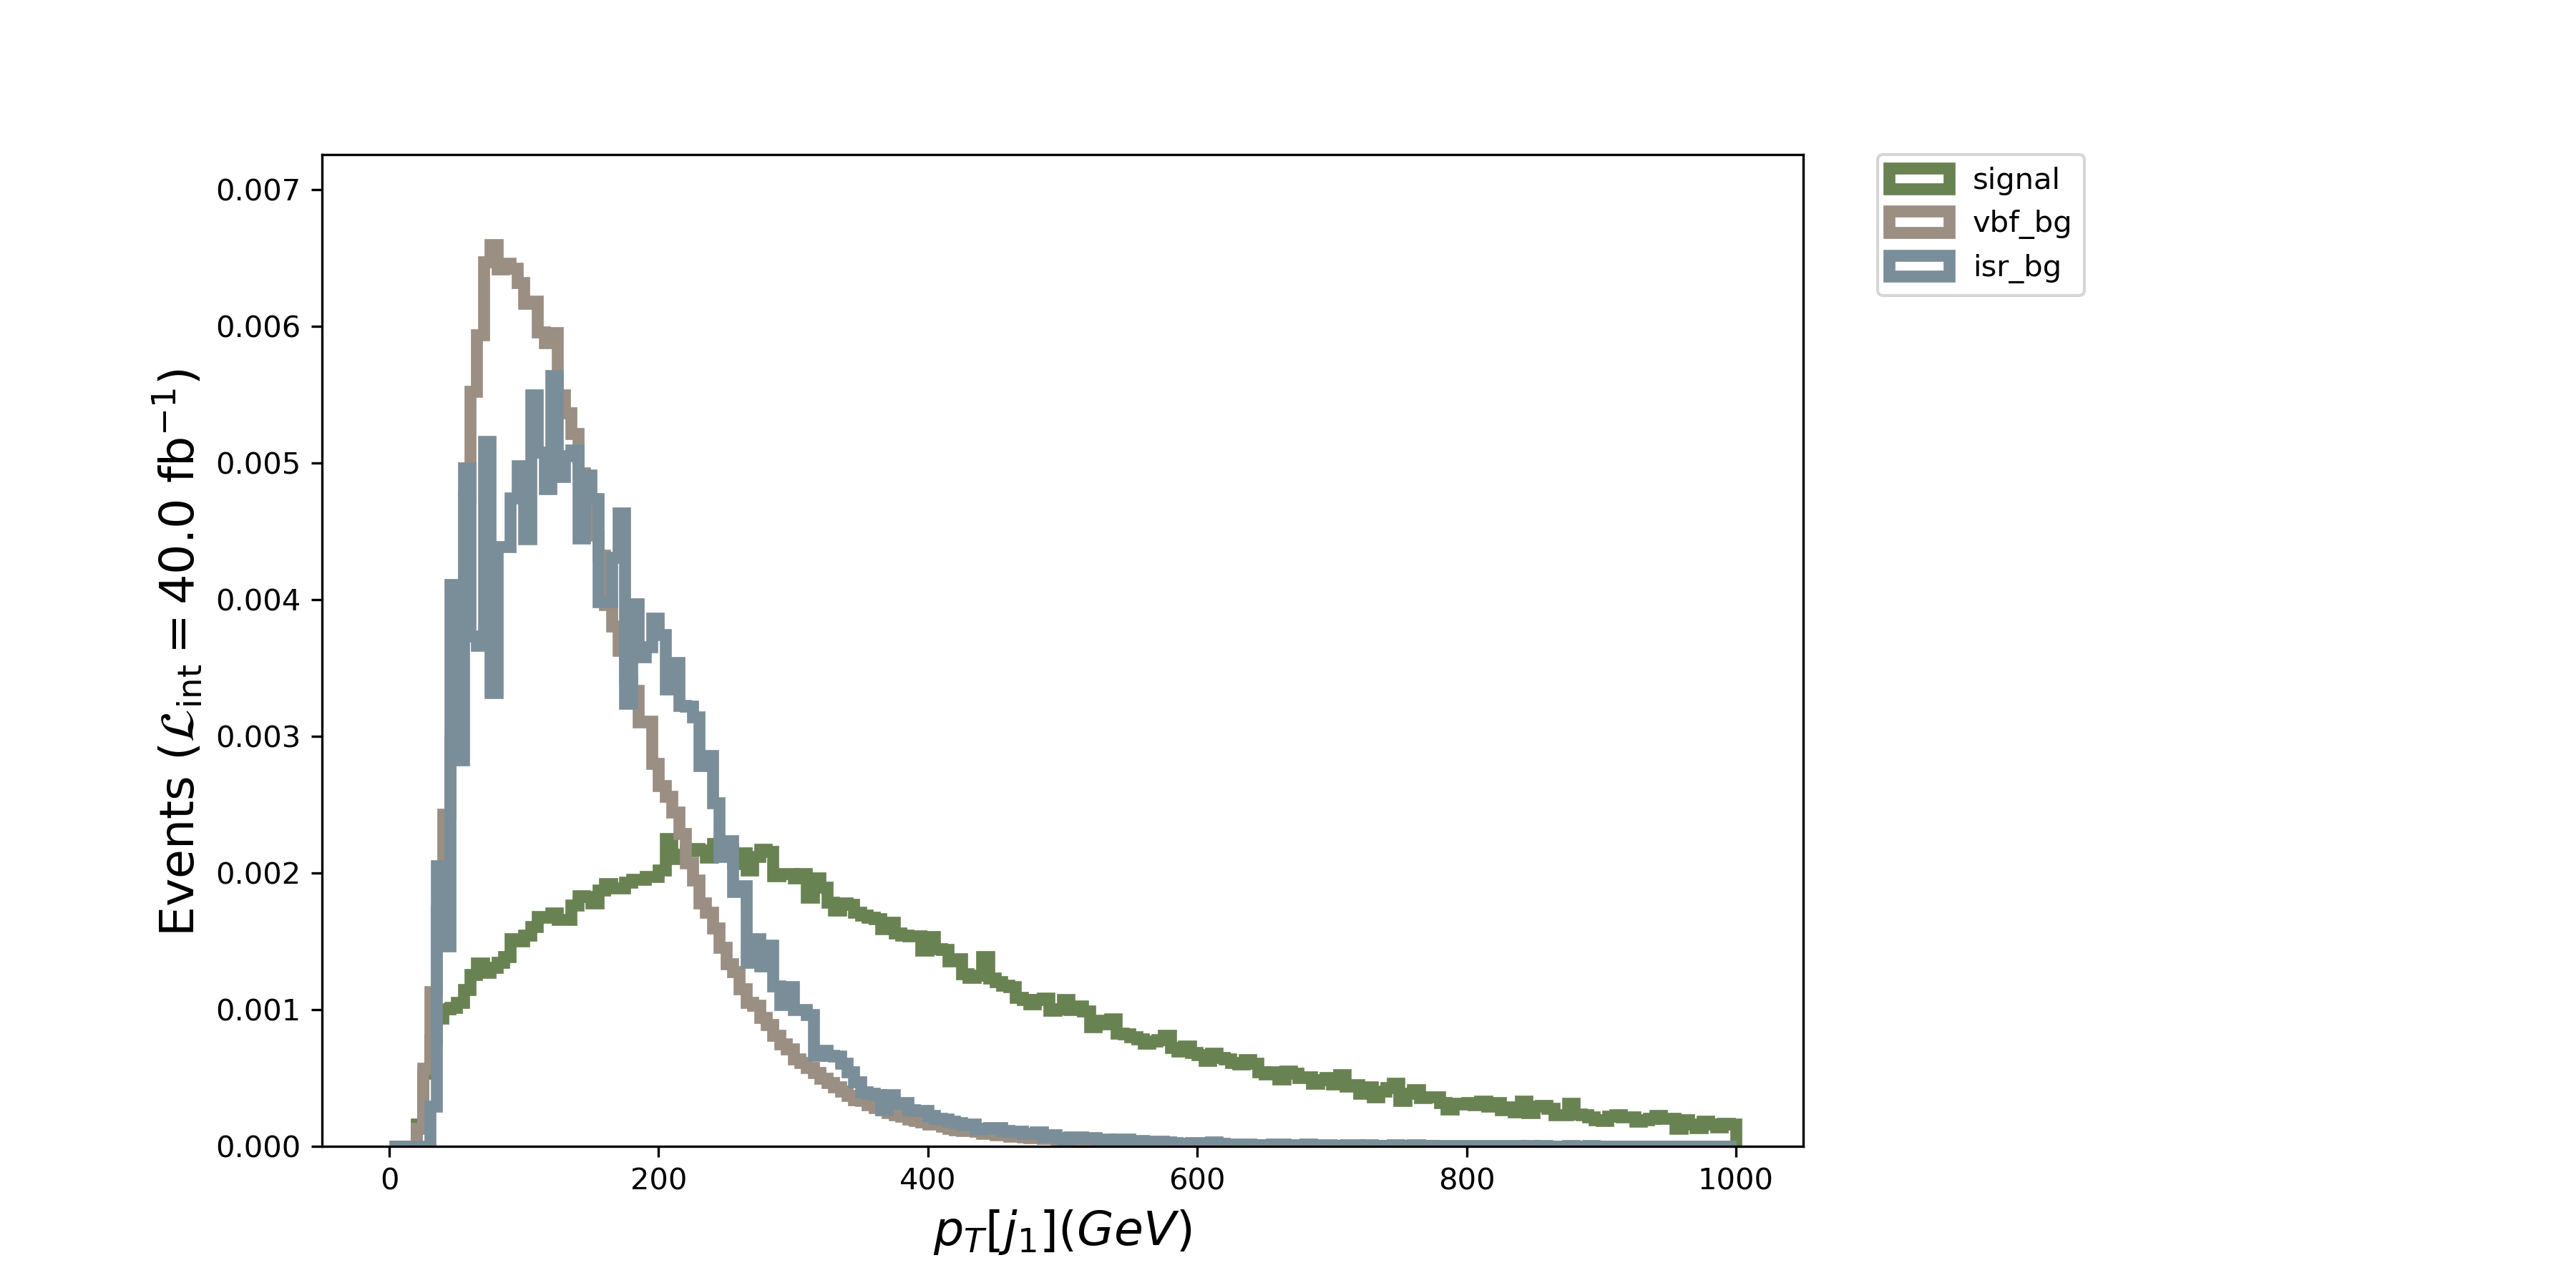 0.007
0.006
0.005
0.004
0.003
0.002
0.001
0.000
Events (ℒint = 40.0 fb⁻¹)
0 200 400 600 800 1000
pT[j1](GeV)
signal
vbf_bg
isr_bg